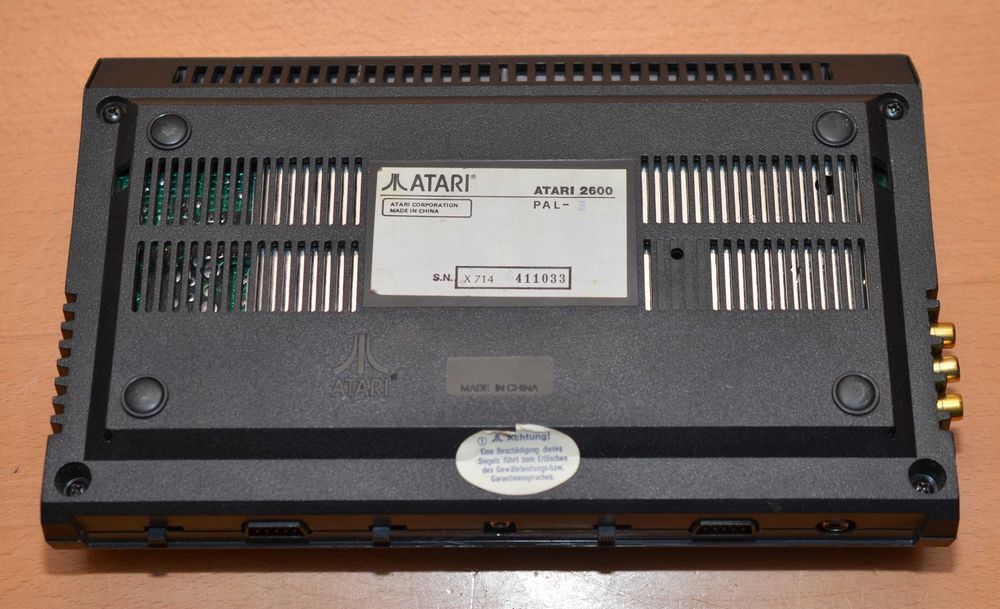 ATARI®
ATARI 2600
ATARI CORPORATION
MADE IN CHINA
PAL-
S.N. X714 411033
ATARI®
MADE IN CHINA
① Achtung!
Eine Beschädigung dieses
Siegels führt zum Erlöschen
des Gewährleistungs-bzw.
Garantieanspruches.